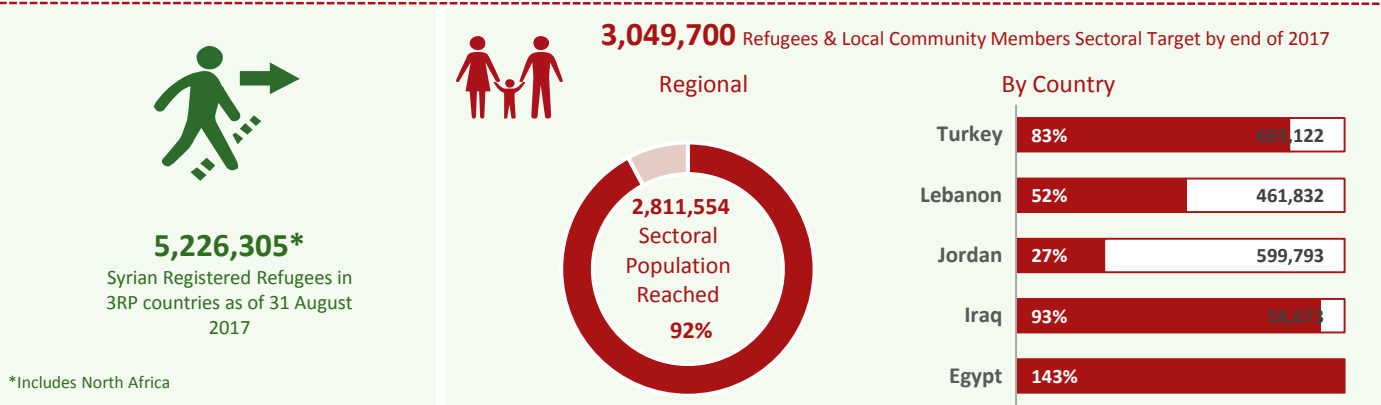 3,049,700 Refugees & Local Community Members Sectoral Target by end of 2017
5,226,305*
Syrian Registered Refugees in
3RP countries as of 31 August
2017
*Includes North Africa
Regional
2,811,554
Sectoral
Population
Reached
92%
By Country
Turkey 83% 669,122
Lebanon 52% 461,832
Jordan 27% 599,793
Iraq 93% 58,673
Egypt 143%